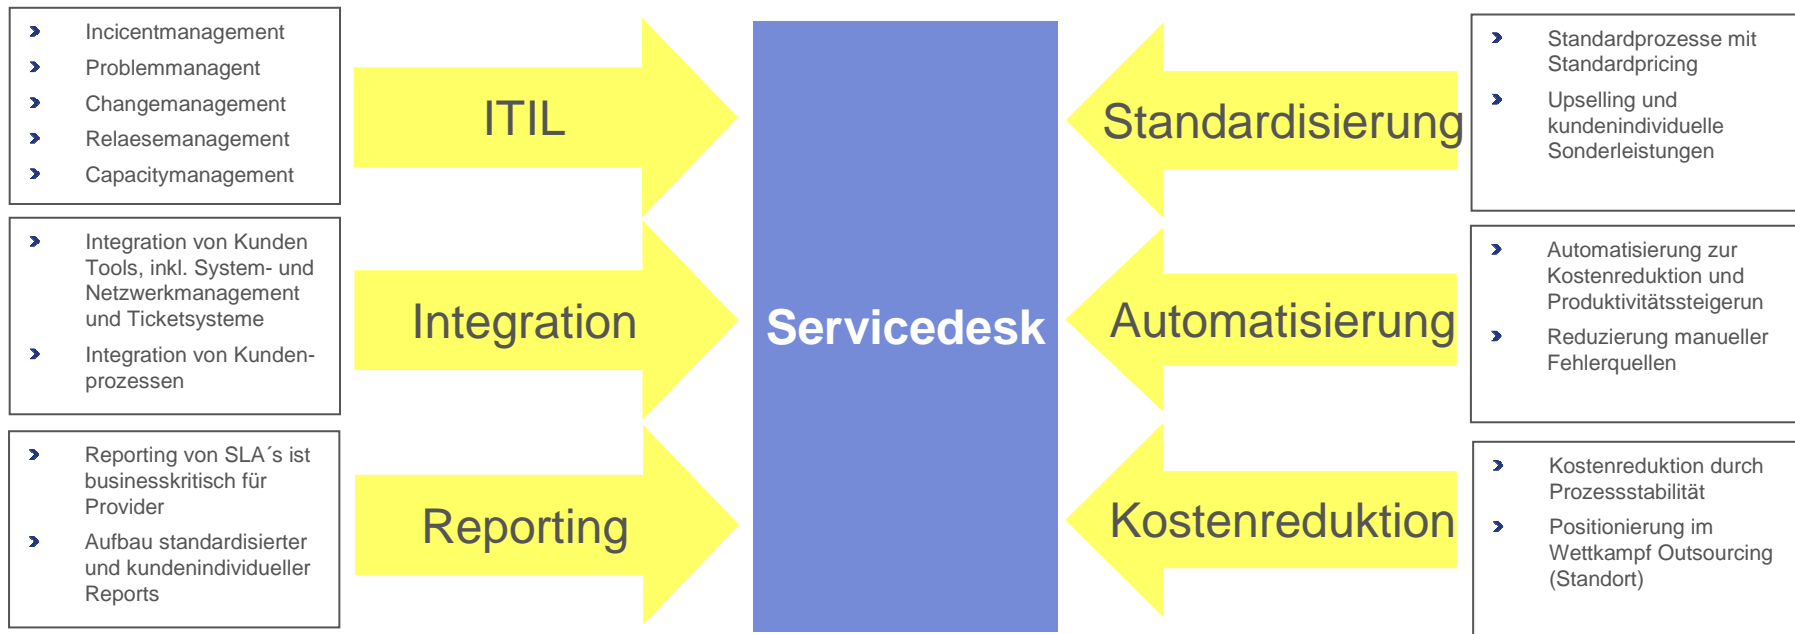 Incicentmanagement
Problemmanagent
Changemanagement
Relaesemanagement
Capacitymanagement
ITIL
Integration von Kunden
Tools, inkl. System- und
Netzwerkmanagement
und Ticketsysteme
Integration von Kunden-
prozessen
Integration
Reporting von SLA´s ist
businesskritisch für
Provider
Aufbau standardisierter
und kundenindividueller
Reports
Reporting
Servicedesk
Standardisierung
Standardprozesse mit
Standardpricing
Upselling und
kundenindividuelle
Sonderleistungen
Automatisierung
Automatisierung zur
Kostenreduktion und
Produktivitätssteigerun
Reduzierung manueller
Fehlerquellen
Kostenreduktion
Kostenreduktion durch
Prozessstabilität
Positionierung im
Wettkampf Outsourcing
(Standort)